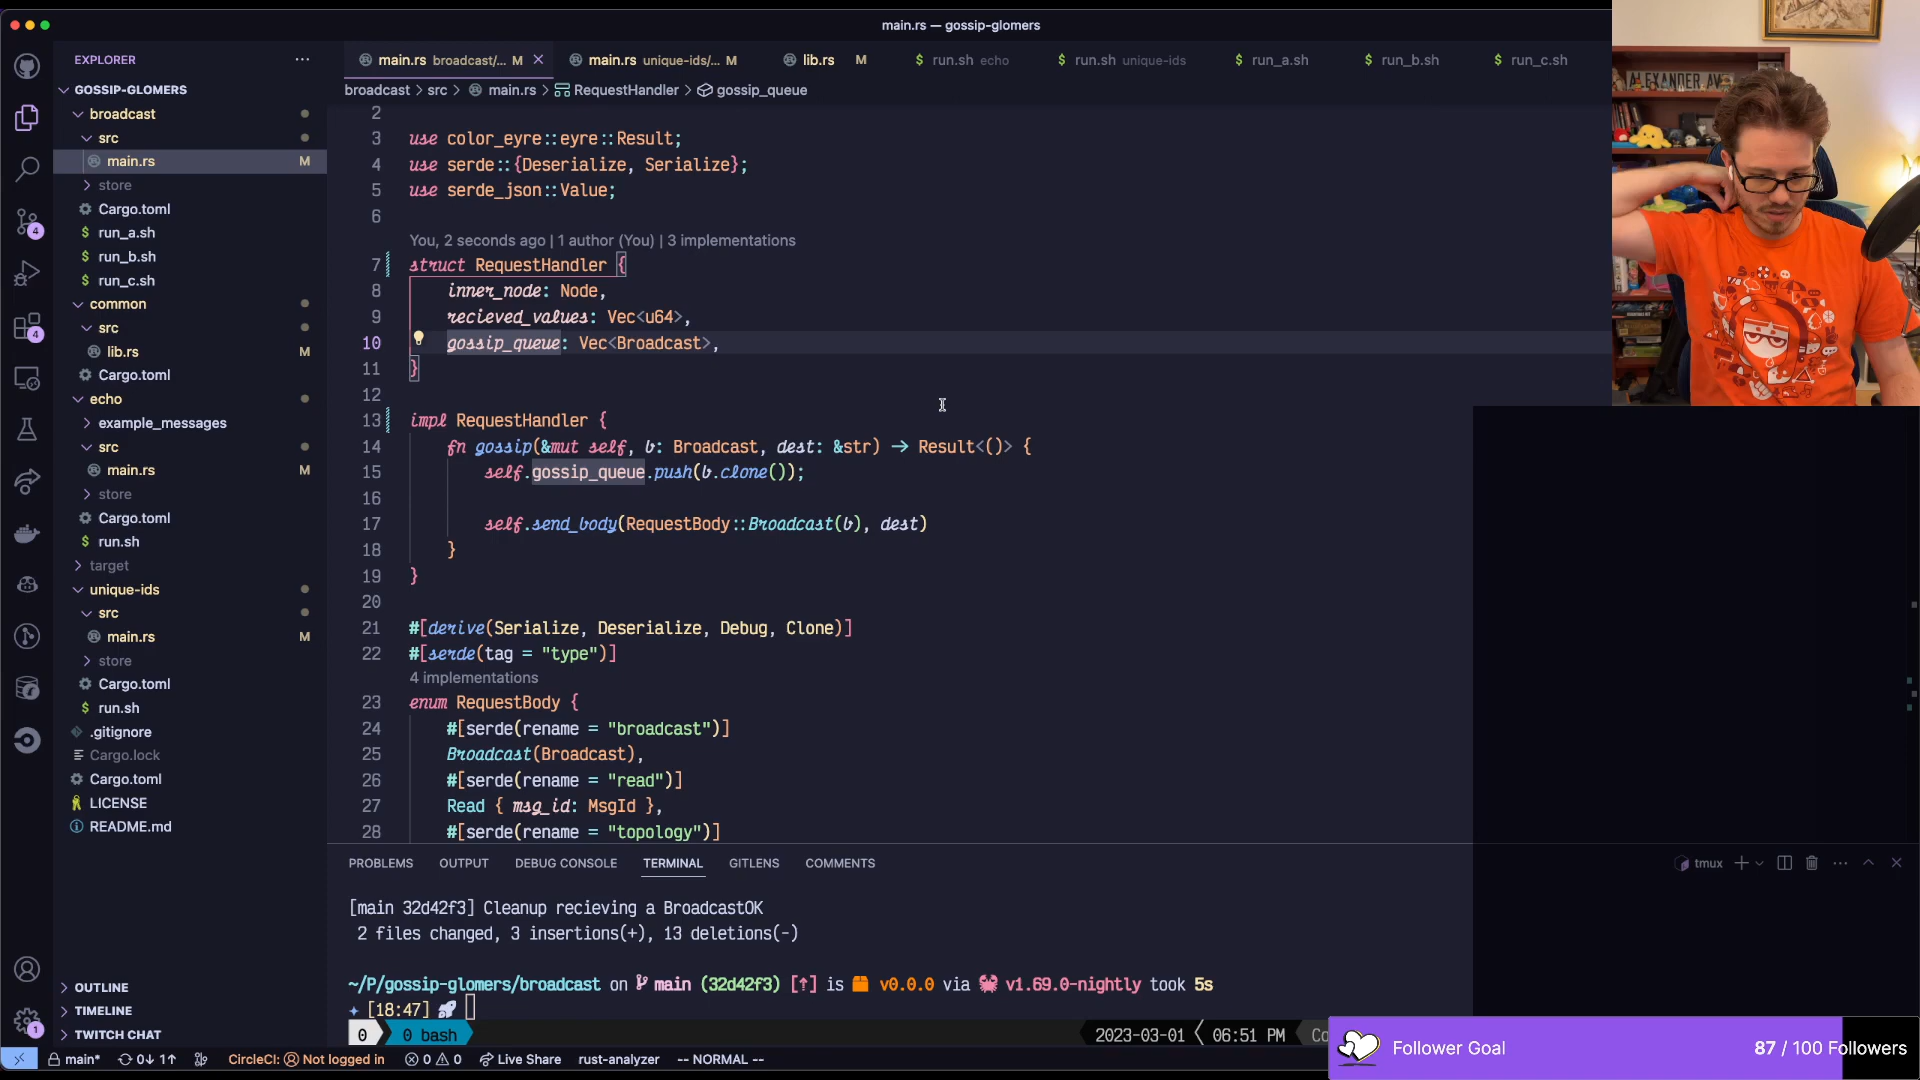 main.rs — gossip-glomers
EXPLORER
GOSSIP-GLOMERS
broadcast
src
main.rs M
store
Cargo.toml
run_a.sh
run_b.sh
run_c.sh
common
src
lib.rs M
Cargo.toml
echo
example_messages
src
main.rs M
store
Cargo.toml
run.sh
target
unique-ids
src
main.rs M
store
Cargo.toml
run.sh
.gitignore
Cargo.lock
Cargo.toml
LICENSE
README.md
OUTLINE
TIMELINE
TWITCH CHAT
4
4
1
main.rs broadcast/... M
main.rs unique-ids/... M
lib.rs M
run.sh echo
run.sh unique-ids
run_a.sh
run_b.sh
run_c.sh
broadcast > src > main.rs > RequestHandler > gossip_queue
2
3 use color_eyre::eyre::Result;
4 use serde::{Deserialize, Serialize};
5 use serde_json::Value;
6
You, 2 seconds ago | 1 author (You) | 3 implementations
7 struct RequestHandler {
8 inner_node: Node,
9 recieved_values: Vec<u64>,
10 gossip_queue: Vec<Broadcast>,
11 }
12
13 impl RequestHandler {
14 fn gossip(&mut self, b: Broadcast, dest: &str) -> Result<()> {
15 self.gossip_queue.push(b.clone());
16
17 self.send_body(RequestBody::Broadcast(b), dest)
18 }
19 }
20
21 #[derive(Serialize, Deserialize, Debug, Clone)]
22 #[serde(tag = "type")]
4 implementations
23 enum RequestBody {
24 #[serde(rename = "broadcast")]
25 Broadcast(Broadcast),
26 #[serde(rename = "read")]
27 Read { msg_id: MsgId },
28 #[serde(rename = "topology")]
PROBLEMS OUTPUT DEBUG CONSOLE TERMINAL GITLENS COMMENTS
tmux
[main 32d42f3] Cleanup recieving a BroadcastOK
2 files changed, 3 insertions(+), 13 deletions(-)
~/P/gossip-glomers/broadcast on main (32d42f3) [↑] is v0.0.0 via v1.69.0-nightly took 5s
[18:47]
0 0 bash 2023-03-01 06:51 PM Co
main* 0↓ 1↑ CircleCI: Not logged in 0 0 Live Share rust-analyzer -- NORMAL --
Follower Goal 87 / 100 Followers
ALEXANDER AV